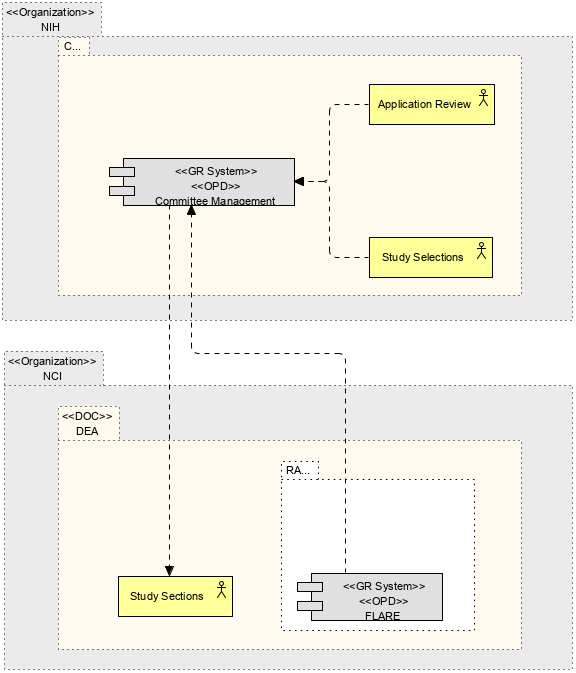 <<Organization>>
NIH
C...
Application Review
<<GR System>>
<<OPD>>
Committee Management
Study Selections
<<Organization>>
NCI
<<DOC>>
DEA
RA...
Study Sections
<<GR System>>
<<OPD>>
FLARE